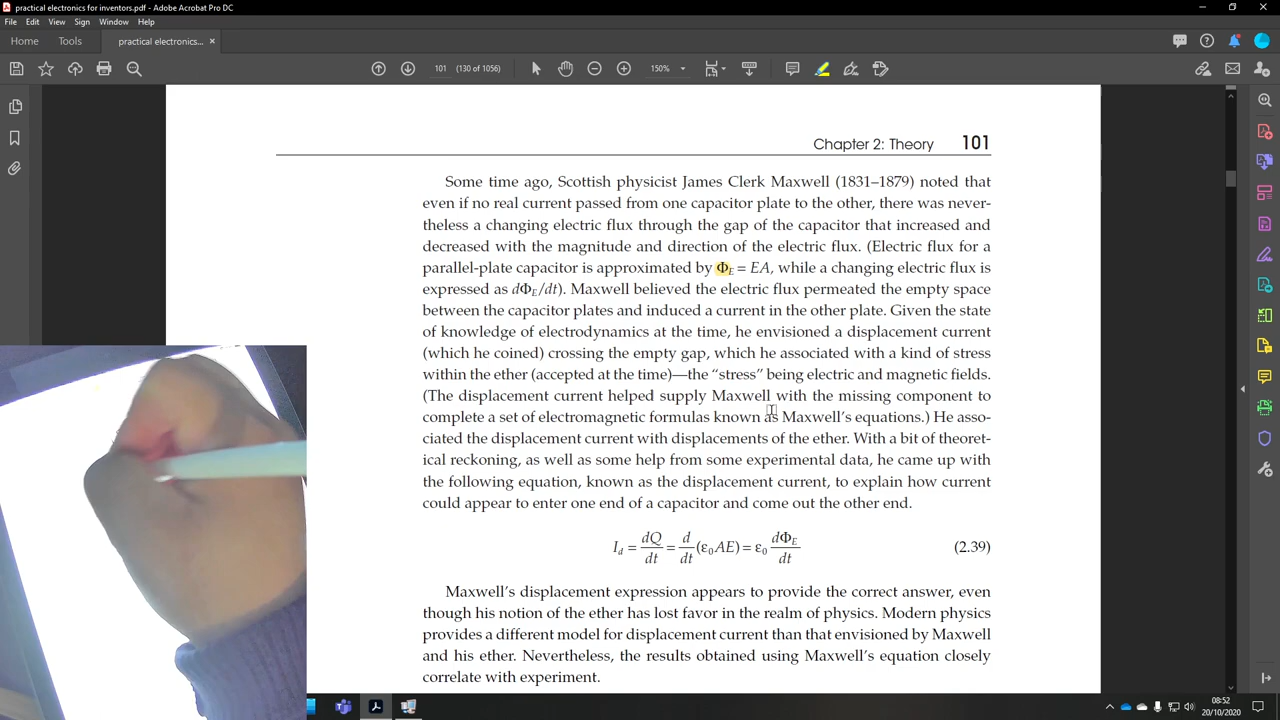 practical electronics for inventors.pdf - Adobe Acrobat Pro DC
File Edit View Sign Window Help
Home Tools practical electronics... ×
101 (130 of 1056) 150%
Chapter 2: Theory 101
Some time ago, Scottish physicist James Clerk Maxwell (1831–1879) noted that
even if no real current passed from one capacitor plate to the other, there was never-
theless a changing electric flux through the gap of the capacitor that increased and
decreased with the magnitude and direction of the electric flux. (Electric flux for a
parallel-plate capacitor is approximated by Φ_E = EA, while a changing electric flux is
expressed as dΦ_E/dt). Maxwell believed the electric flux permeated the empty space
between the capacitor plates and induced a current in the other plate. Given the state
of knowledge of electrodynamics at the time, he envisioned a displacement current
(which he coined) crossing the empty gap, which he associated with a kind of stress
within the ether (accepted at the time)—the “stress” being electric and magnetic fields.
(The displacement current helped supply Maxwell with the missing component to
complete a set of electromagnetic formulas known as Maxwell’s equations.) He asso-
ciated the displacement current with displacements of the ether. With a bit of theoret-
ical reckoning, as well as some help from some experimental data, he came up with
the following equation, known as the displacement current, to explain how current
could appear to enter one end of a capacitor and come out the other end.
I_d = dQ/dt = d/dt (ε₀AE) = ε₀ dΦ_E/dt (2.39)
Maxwell’s displacement expression appears to provide the correct answer, even
though his notion of the ether has lost favor in the realm of physics. Modern physics
provides a different model for displacement current than that envisioned by Maxwell
and his ether. Nevertheless, the results obtained using Maxwell’s equation closely
correlate with experiment.
08:52
20/10/2020